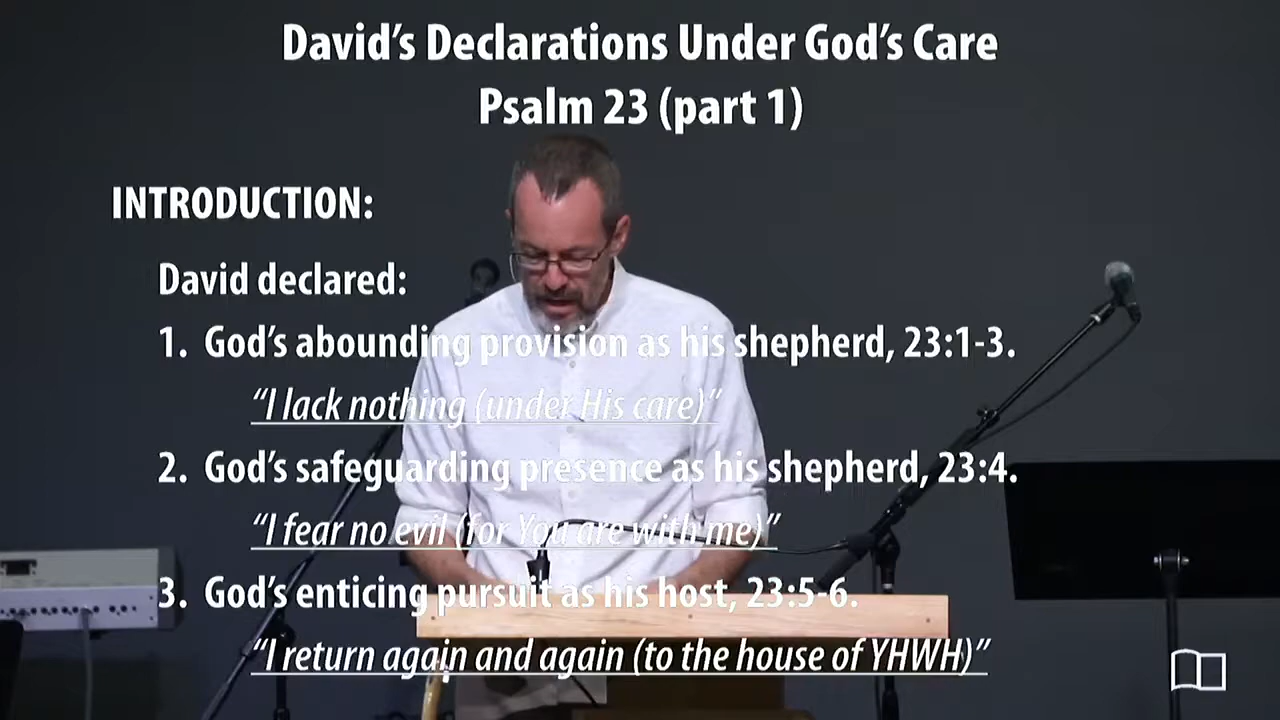 David’s Declarations Under God’s Care
Psalm 23 (part 1)
INTRODUCTION:
David declared:
1. God’s abounding provision as his shepherd, 23:1-3.
“I lack nothing (under His care)”
2. God’s safeguarding presence as his shepherd, 23:4.
“I fear no evil (for You are with me)”
3. God’s enticing pursuit as his host, 23:5-6.
“I return again and again (to the house of YHWH)”